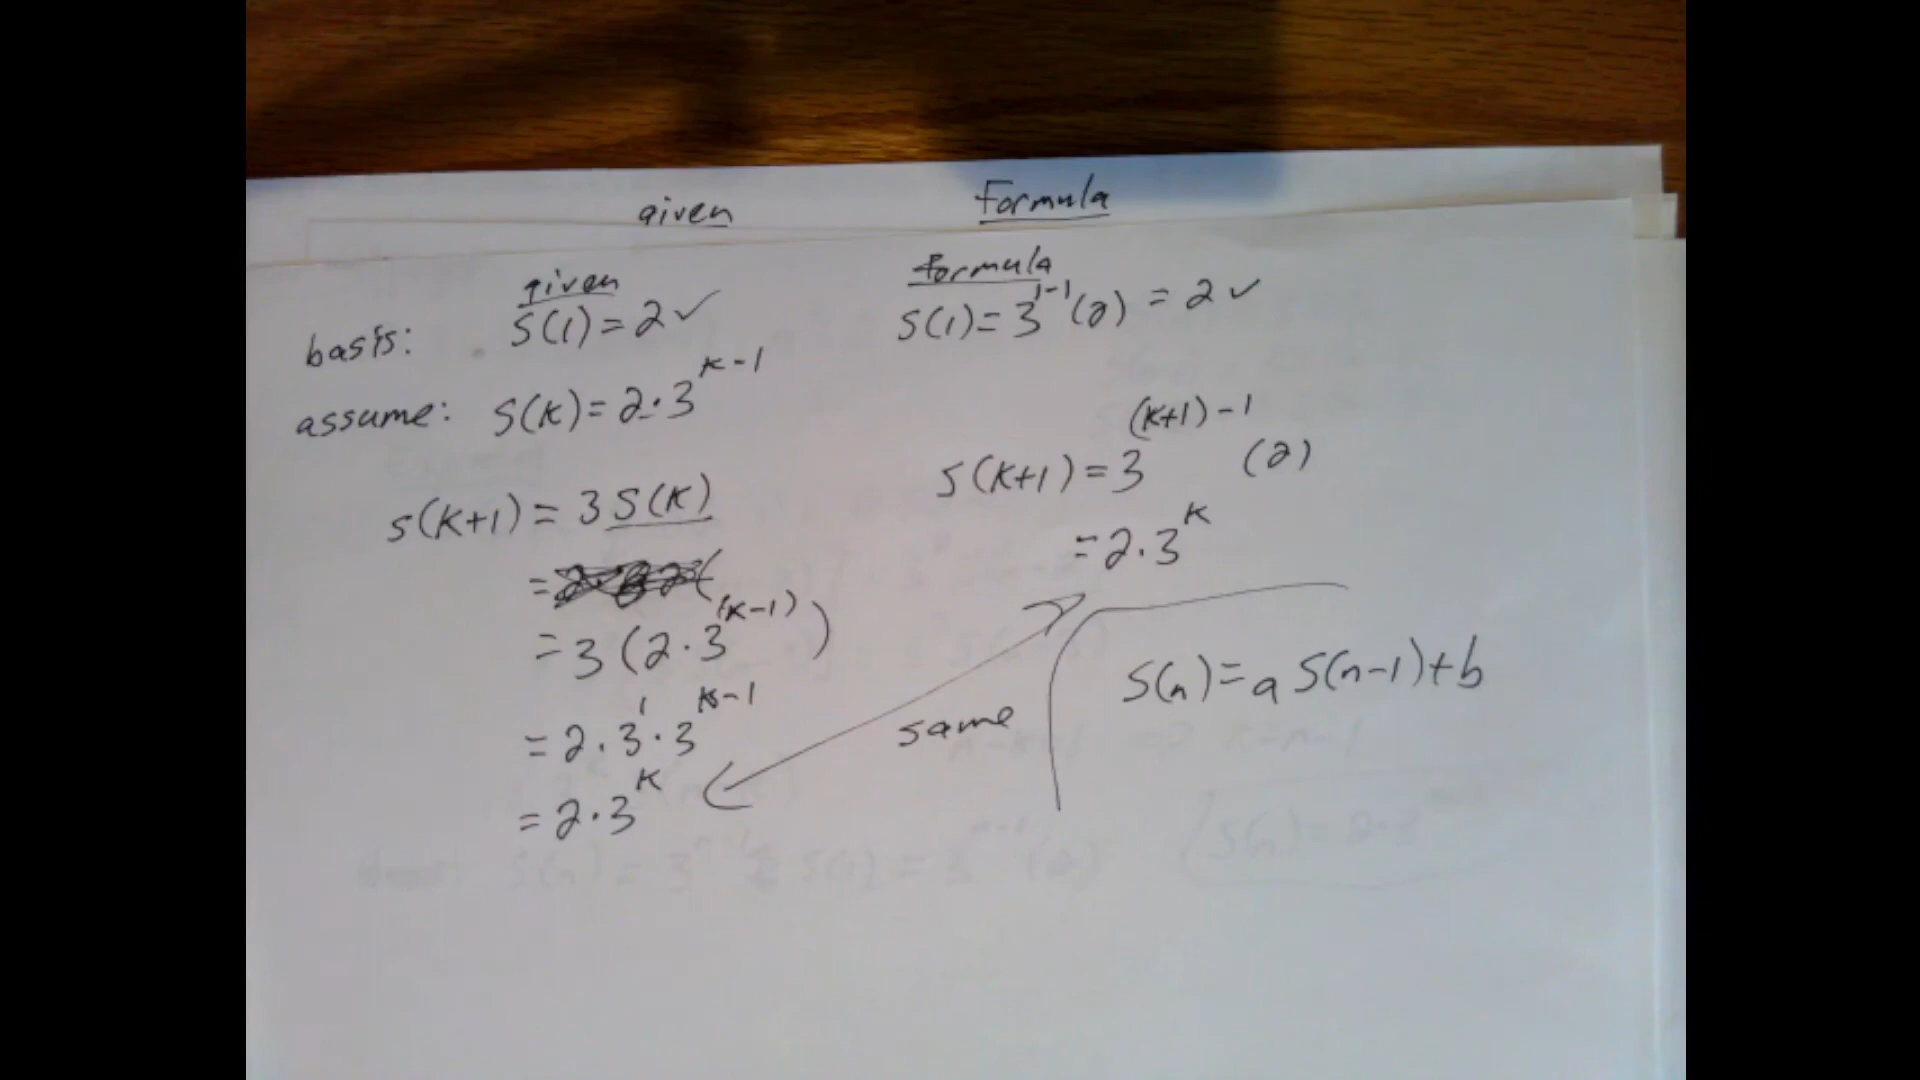 given formula
given formula
basis: S(1) = 2 ✓ S(1) = 3^{1-1}(2) = 2 ✓
assume: S(k) = 2·3^{k-1}
S(k+1) = 3 S(k)
=
= 3 (2·3^{(k-1)})
= 2·3^1·3^{k-1}
= 2·3^k
S(k+1) = 3^{(k+1)-1} (2)
= 2·3^k
same
S(n) = a S(n-1) + b